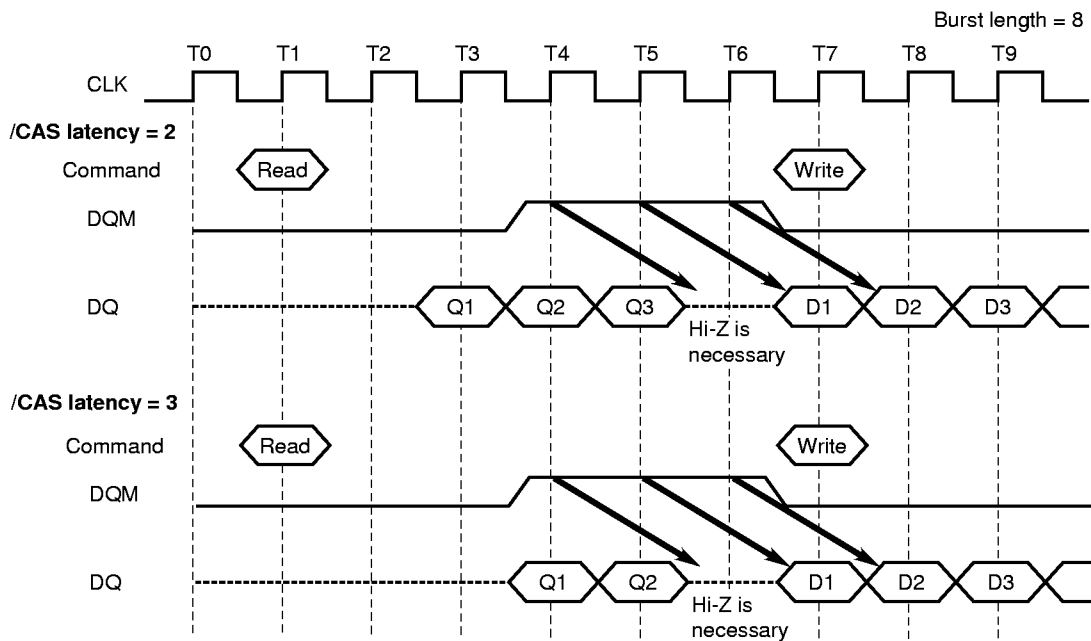 Burst length = 8
T0 T1 T2 T3 T4 T5 T6 T7 T8 T9
CLK
/CAS latency = 2
Command Read Write
DQM
DQ Q1 Q2 Q3 D1 D2 D3
Hi-Z is
necessary
/CAS latency = 3
Command Read Write
DQM
DQ Q1 Q2 D1 D2 D3
Hi-Z is
necessary